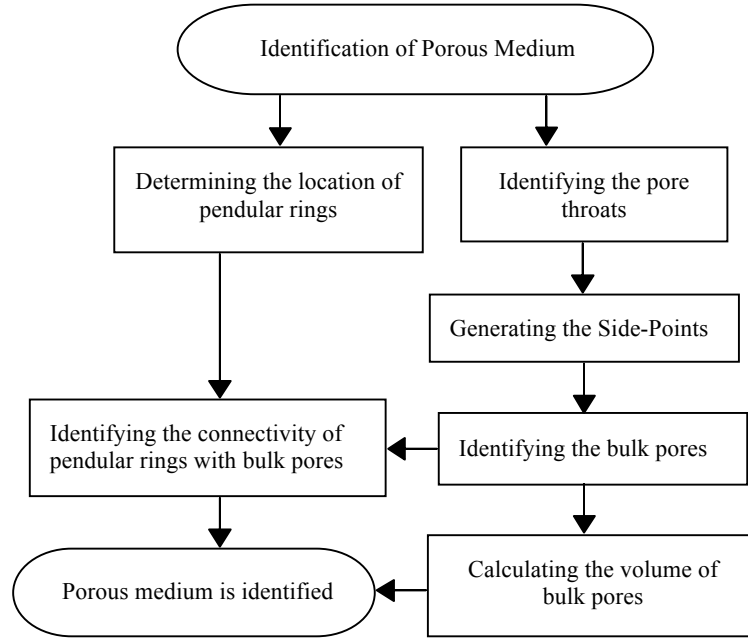 Identification of Porous Medium
Determining the location of
pendular rings
Identifying the pore
throats
Generating the Side-Points
Identifying the connectivity of
pendular rings with bulk pores
Identifying the bulk pores
Porous medium is identified
Calculating the volume of
bulk pores